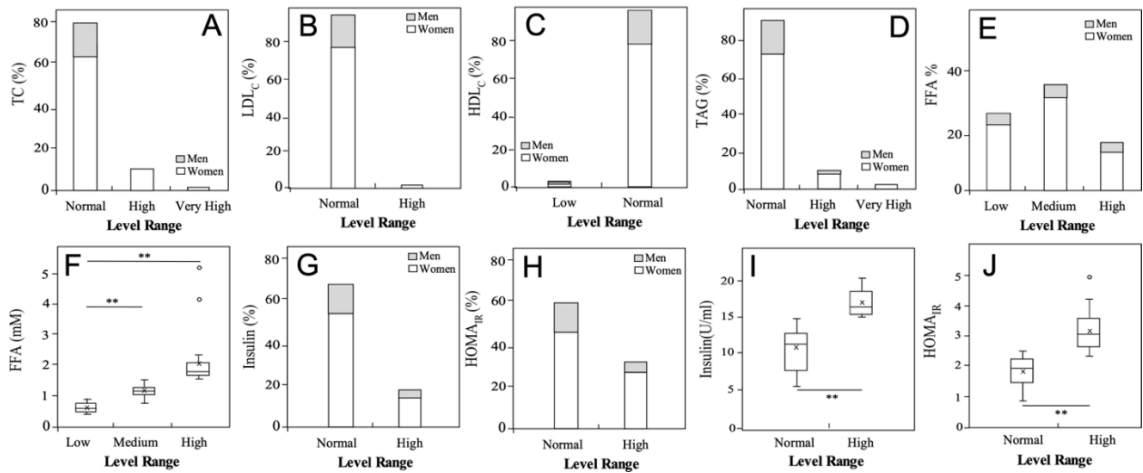 A
TC (%)
80
60
40
20
0
Men
Women
Normal High Very High
Level Range
B
LDLC (%)
80
60
40
20
0
Men
Women
Normal High
Level Range
C
HDLC (%)
80
60
40
20
0
Men
Women
Low Normal
Level Range
D
TAG (%)
80
60
40
20
0
Men
Women
Normal High Very High
Level Range
E
FFA %
40
20
0
Men
Women
Low Medium High
Level Range
F
FFA (mM)
5
4
3
2
1
0
**
**
Low Medium High
Level Range
G
Insulin (%)
80
60
40
20
0
Men
Women
Normal High
Level Range
H
HOMAIR (%)
80
60
40
20
0
Men
Women
Normal High
Level Range
I
Insulin(U/ml)
20
15
10
5
0
**
Normal High
Level Range
J
HOMAIR
5
4
3
2
1
0
**
Normal High
Level Range